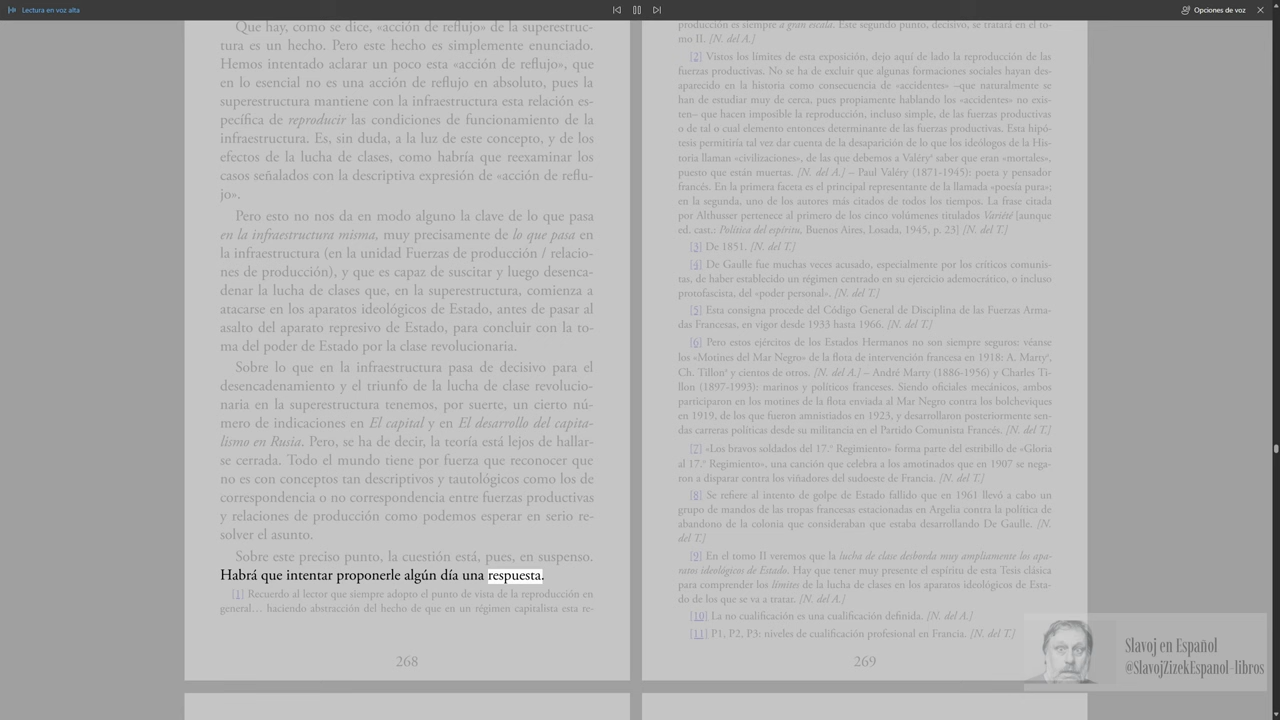 Lectura en voz alta
Opciones de voz
Que hay, como se dice, «acción de reflujo» de la superestruc-
tura es un hecho. Pero este hecho es simplemente enunciado.
Hemos intentado aclarar un poco esta «acción de reflujo», que
en lo esencial no es una acción de reflujo en absoluto, pues la
superestructura mantiene con la infraestructura esta relación es-
pecífica de reproducir las condiciones de funcionamiento de la
infraestructura. Es, sin duda, a la luz de este concepto, y de los
efectos de la lucha de clases, como habría que reexaminar los
casos señalados con la descriptiva expresión de «acción de reflu-
jo».
Pero esto no nos da en modo alguno la clave de lo que pasa
en la infraestructura misma, muy precisamente de lo que pasa en
la infraestructura (en la unidad Fuerzas de producción / relacio-
nes de producción), y que es capaz de suscitar y luego desenca-
denar la lucha de clases que, en la superestructura, comienza a
atacarse en los aparatos ideológicos de Estado, antes de pasar al
asalto del aparato represivo de Estado, para concluir con la to-
ma del poder de Estado por la clase revolucionaria.
Sobre lo que en la infraestructura pasa de decisivo para el
desencadenamiento y el triunfo de la lucha de clase revolucio-
naria en la superestructura tenemos, por suerte, un cierto nú-
mero de indicaciones en El capital y en El desarrollo del capita-
lismo en Rusia. Pero, se ha de decir, la teoría está lejos de hallar-
se cerrada. Todo el mundo tiene por fuerza que reconocer que
no es con conceptos tan descriptivos y tautológicos como los de
correspondencia o no correspondencia entre fuerzas productivas
y relaciones de producción como podemos esperar en serio re-
solver el asunto.
Sobre este preciso punto, la cuestión está, pues, en suspenso.
Habrá que intentar proponerle algún día una respuesta.
[1] Recuerdo al lector que siempre adopto el punto de vista de la reproducción en
general… haciendo abstracción del hecho de que en un régimen capitalista esta re-
268
producción es siempre a gran escala. Este segundo punto, decisivo, se tratará en el to-
mo II. [N. del A.]
[2] Vistos los límites de esta exposición, dejo aquí de lado la reproducción de las
fuerzas productivas. No se ha de excluir que algunas formaciones sociales hayan des-
aparecido en la historia como consecuencia de «accidentes» –que naturalmente se
han de estudiar muy de cerca, pues propiamente hablando los «accidentes» no exis-
ten– que hacen imposible la reproducción, incluso simple, de las fuerzas productivas
o de tal o cual elemento entonces determinante de las fuerzas productivas. Esta hipó-
tesis permitiría tal vez dar cuenta de la desaparición de lo que los ideólogos de la His-
toria llaman «civilizaciones», de las que debemos a Valéry* saber que eran «mortales»,
puesto que están muertas. [N. del A.] – Paul Valéry (1871-1945): poeta y pensador
francés. En la primera faceta es el principal representante de la llamada «poesía pura»;
en la segunda, uno de los autores más citados de todos los tiempos. La frase citada
por Althusser pertenece al primero de los cinco volúmenes titulados Variété [aunque
ed. cast.: Política del espíritu, Buenos Aires, Losada, 1945, p. 23] [N. del T.]
[3] De 1851. [N. del T.]
[4] De Gaulle fue muchas veces acusado, especialmente por los críticos comunis-
tas, de haber establecido un régimen centrado en su ejercicio ademocrático, o incluso
protofascista, del «poder personal». [N. del T.]
[5] Esta consigna procede del Código General de Disciplina de las Fuerzas Arma-
das Francesas, en vigor desde 1933 hasta 1966. [N. del T.]
[6] Pero estos ejércitos de los Estados Hermanos no son siempre seguros: véanse
los «Motines del Mar Negro» de la flota de intervención francesa en 1918: A. Marty*,
Ch. Tillon* y cientos de otros. [N. del A.] – André Marty (1886-1956) y Charles Ti-
llon (1897-1993): marinos y políticos franceses. Siendo oficiales mecánicos, ambos
participaron en los motines de la flota enviada al Mar Negro contra los bolcheviques
en 1919, de los que fueron amnistiados en 1923, y desarrollaron posteriormente sen-
das carreras políticas desde su militancia en el Partido Comunista Francés. [N. del T.]
[7] «Los bravos soldados del 17.º Regimiento» forma parte del estribillo de «Gloria
al 17.º Regimiento», una canción que celebra a los amotinados que en 1907 se nega-
ron a disparar contra los viñadores del sudoeste de Francia. [N. del T.]
[8] Se refiere al intento de golpe de Estado fallido que en 1961 llevó a cabo un
grupo de mandos de las tropas francesas estacionadas en Argelia contra la política de
abandono de la colonia que consideraban que estaba desarrollando De Gaulle. [N.
del T.]
[9] En el tomo II veremos que la lucha de clase desborda muy ampliamente los apa-
ratos ideológicos de Estado. Hay que tener muy presente el espíritu de esta Tesis clásica
para comprender los límites de la lucha de clases en los aparatos ideológicos de Esta-
do de los que se va a tratar. [N. del A.]
[10] La no cualificación es una cualificación definida. [N. del A.]
[11] P1, P2, P3: niveles de cualificación profesional en Francia. [N. del T.]
269
Slavoj en Español
@SlavojZizekEspanol-libros